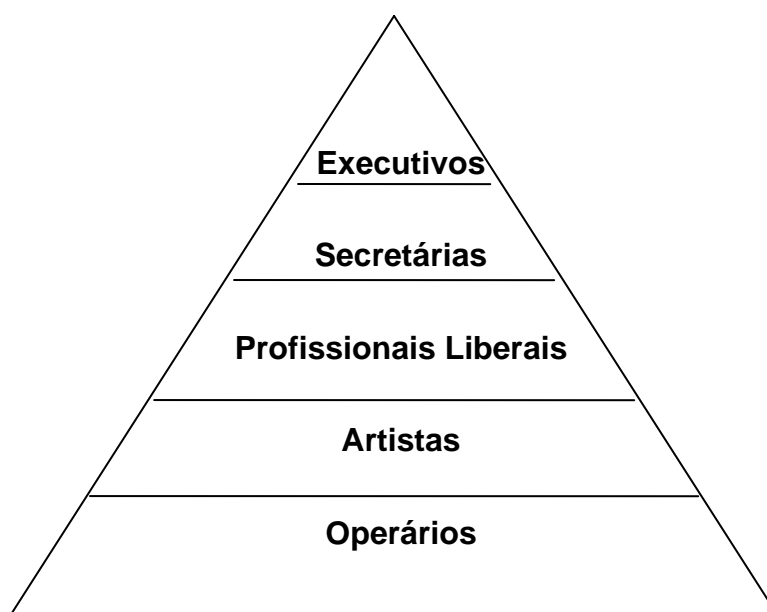 Executivos
Secretárias
Profissionais Liberais
Artistas
Operários